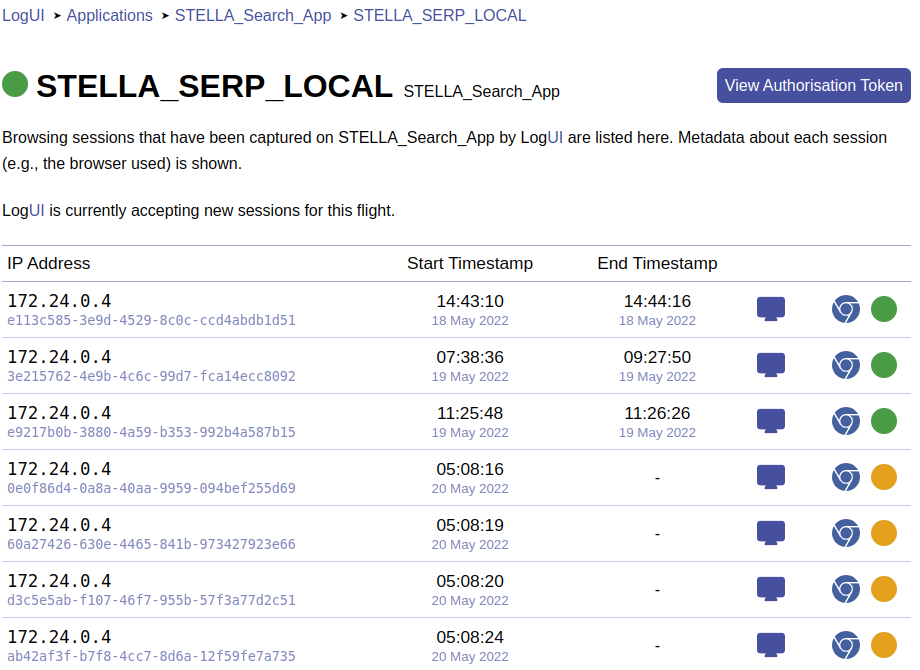 LogUI ➤ Applications ➤ STELLA_Search_App ➤ STELLA_SERP_LOCAL
STELLA_SERP_LOCAL STELLA_Search_App
View Authorisation Token
Browsing sessions that have been captured on STELLA_Search_App by LogUI are listed here. Metadata about each session
(e.g., the browser used) is shown.
LogUI is currently accepting new sessions for this flight.
IP Address Start Timestamp End Timestamp
172.24.0.4 14:43:10 14:44:16
e113c585-3e9d-4529-8c0c-ccd4abdb1d51 18 May 2022 18 May 2022
172.24.0.4 07:38:36 09:27:50
3e215762-4e9b-4c6c-99d7-fca14ecc8092 19 May 2022 19 May 2022
172.24.0.4 11:25:48 11:26:26
e9217b0b-3880-4a59-b353-992b4a587b15 19 May 2022 19 May 2022
172.24.0.4 05:08:16 -
0e0f86d4-0a8a-40aa-9959-094bef255d69 20 May 2022
172.24.0.4 05:08:19 -
60a27426-630e-4465-841b-973427923e66 20 May 2022
172.24.0.4 05:08:20 -
d3c5e5ab-f107-46f7-955b-57f3a77d2c51 20 May 2022
172.24.0.4 05:08:24 -
ab42af3f-b7f8-4cc7-8d6a-12f59fe7a735 20 May 2022